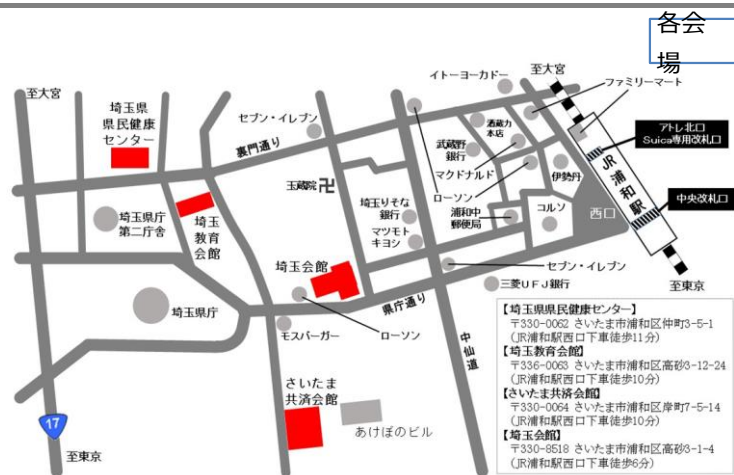 各会
場
至大宮
埼玉県
県民健康
センター
セブン・イレブン
裏門通り
イトーヨーカドー
至大宮
ファミリーマート
酒蔵力
本店
武蔵野
銀行
マクドナルド
ローソン
伊勢丹
アトレ北口
Suica専用改札口
JR浦和駅
中央改札口
玉蔵院
卍
埼玉りそな
銀行
マツモト
キヨシ
浦和中
郵便局
コルソ
西口
埼玉県庁
第二庁舎
埼玉
教育
会館
埼玉会館
セブン・イレブン
三菱UFJ銀行
至東京
埼玉県庁
県庁通り
モスバーガー
ローソン
中山道
さいたま
共済会館
あけぼのビル
17
至東京
【埼玉県県民健康センター】
〒330-0062 さいたま市浦和区仲町3-5-1
(JR浦和駅西口下車徒歩11分)
【埼玉教育会館】
〒336-0063 さいたま市浦和区高砂3-12-24
(JR浦和駅西口下車徒歩10分)
【さいたま共済会館】
〒330-0064 さいたま市浦和区岸町7-5-14
(JR浦和駅西口下車徒歩10分)
【埼玉会館】
〒330-8518 さいたま市浦和区高砂3-1-4
(JR浦和駅西口下車徒歩6分)